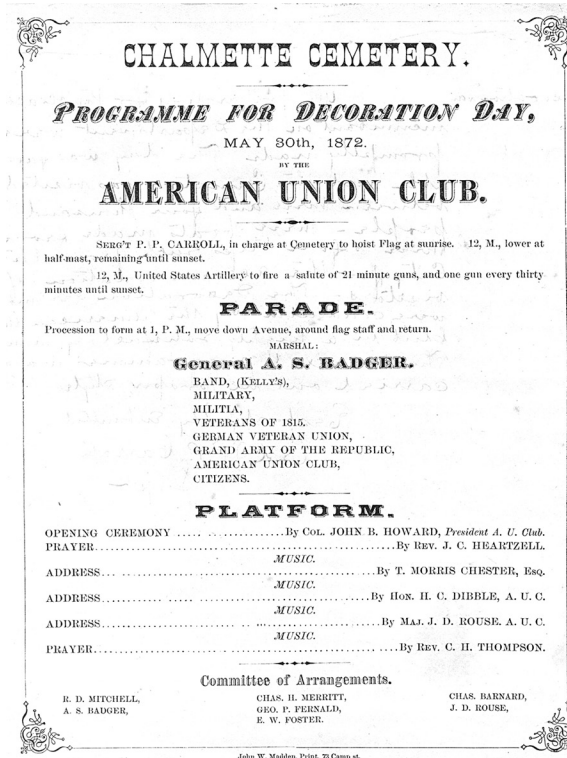 CHALMETTE CEMETERY.
PROGRAMME FOR DECORATION DAY,
MAY 30th, 1872.
BY THE
AMERICAN UNION CLUB.
SERG'T P. P. CARROLL, in charge at Cemetery to hoist Flag at sunrise. 12, M., lower at
half-mast, remaining until sunset.
12, M., United States Artillery to fire a salute of 21 minute guns, and one gun every thirty
minutes until sunset.
PARADE.
Procession to form at 1, P. M., move down Avenue, around flag staff and return.
MARSHAL:
General A. S. BADGER.
BAND, (KELLY'S),
MILITARY,
MILITIA,
VETERANS OF 1815.
GERMAN VETERAN UNION,
GRAND ARMY OF THE REPUBLIC,
AMERICAN UNION CLUB,
CITIZENS.
PLATFORM.
OPENING CEREMONY ..... ..................By COL. JOHN B. HOWARD, President A. U. Club.
PRAYER......................................................By REV. J. C. HEARTZELL.
MUSIC.
ADDRESS... ...............................................By T. MORRIS CHESTER, ESQ.
MUSIC.
ADDRESS................................................By HON. H. C. DIBBLE, A. U. C.
MUSIC.
ADDRESS........................ .... ...................By MAJ. J. D. ROUSE. A. U. C.
MUSIC.
PRAYER......................................................By REV. C. H. THOMPSON.
Committee of Arrangements.
R. D. MITCHELL, CHAS. H. MERRITT, CHAS. BARNARD,
A. S. BADGER, GEO. P. FERNALD, J. D. ROUSE,
E. W. FOSTER.
John W. Madden, Print, 73 Camp st.